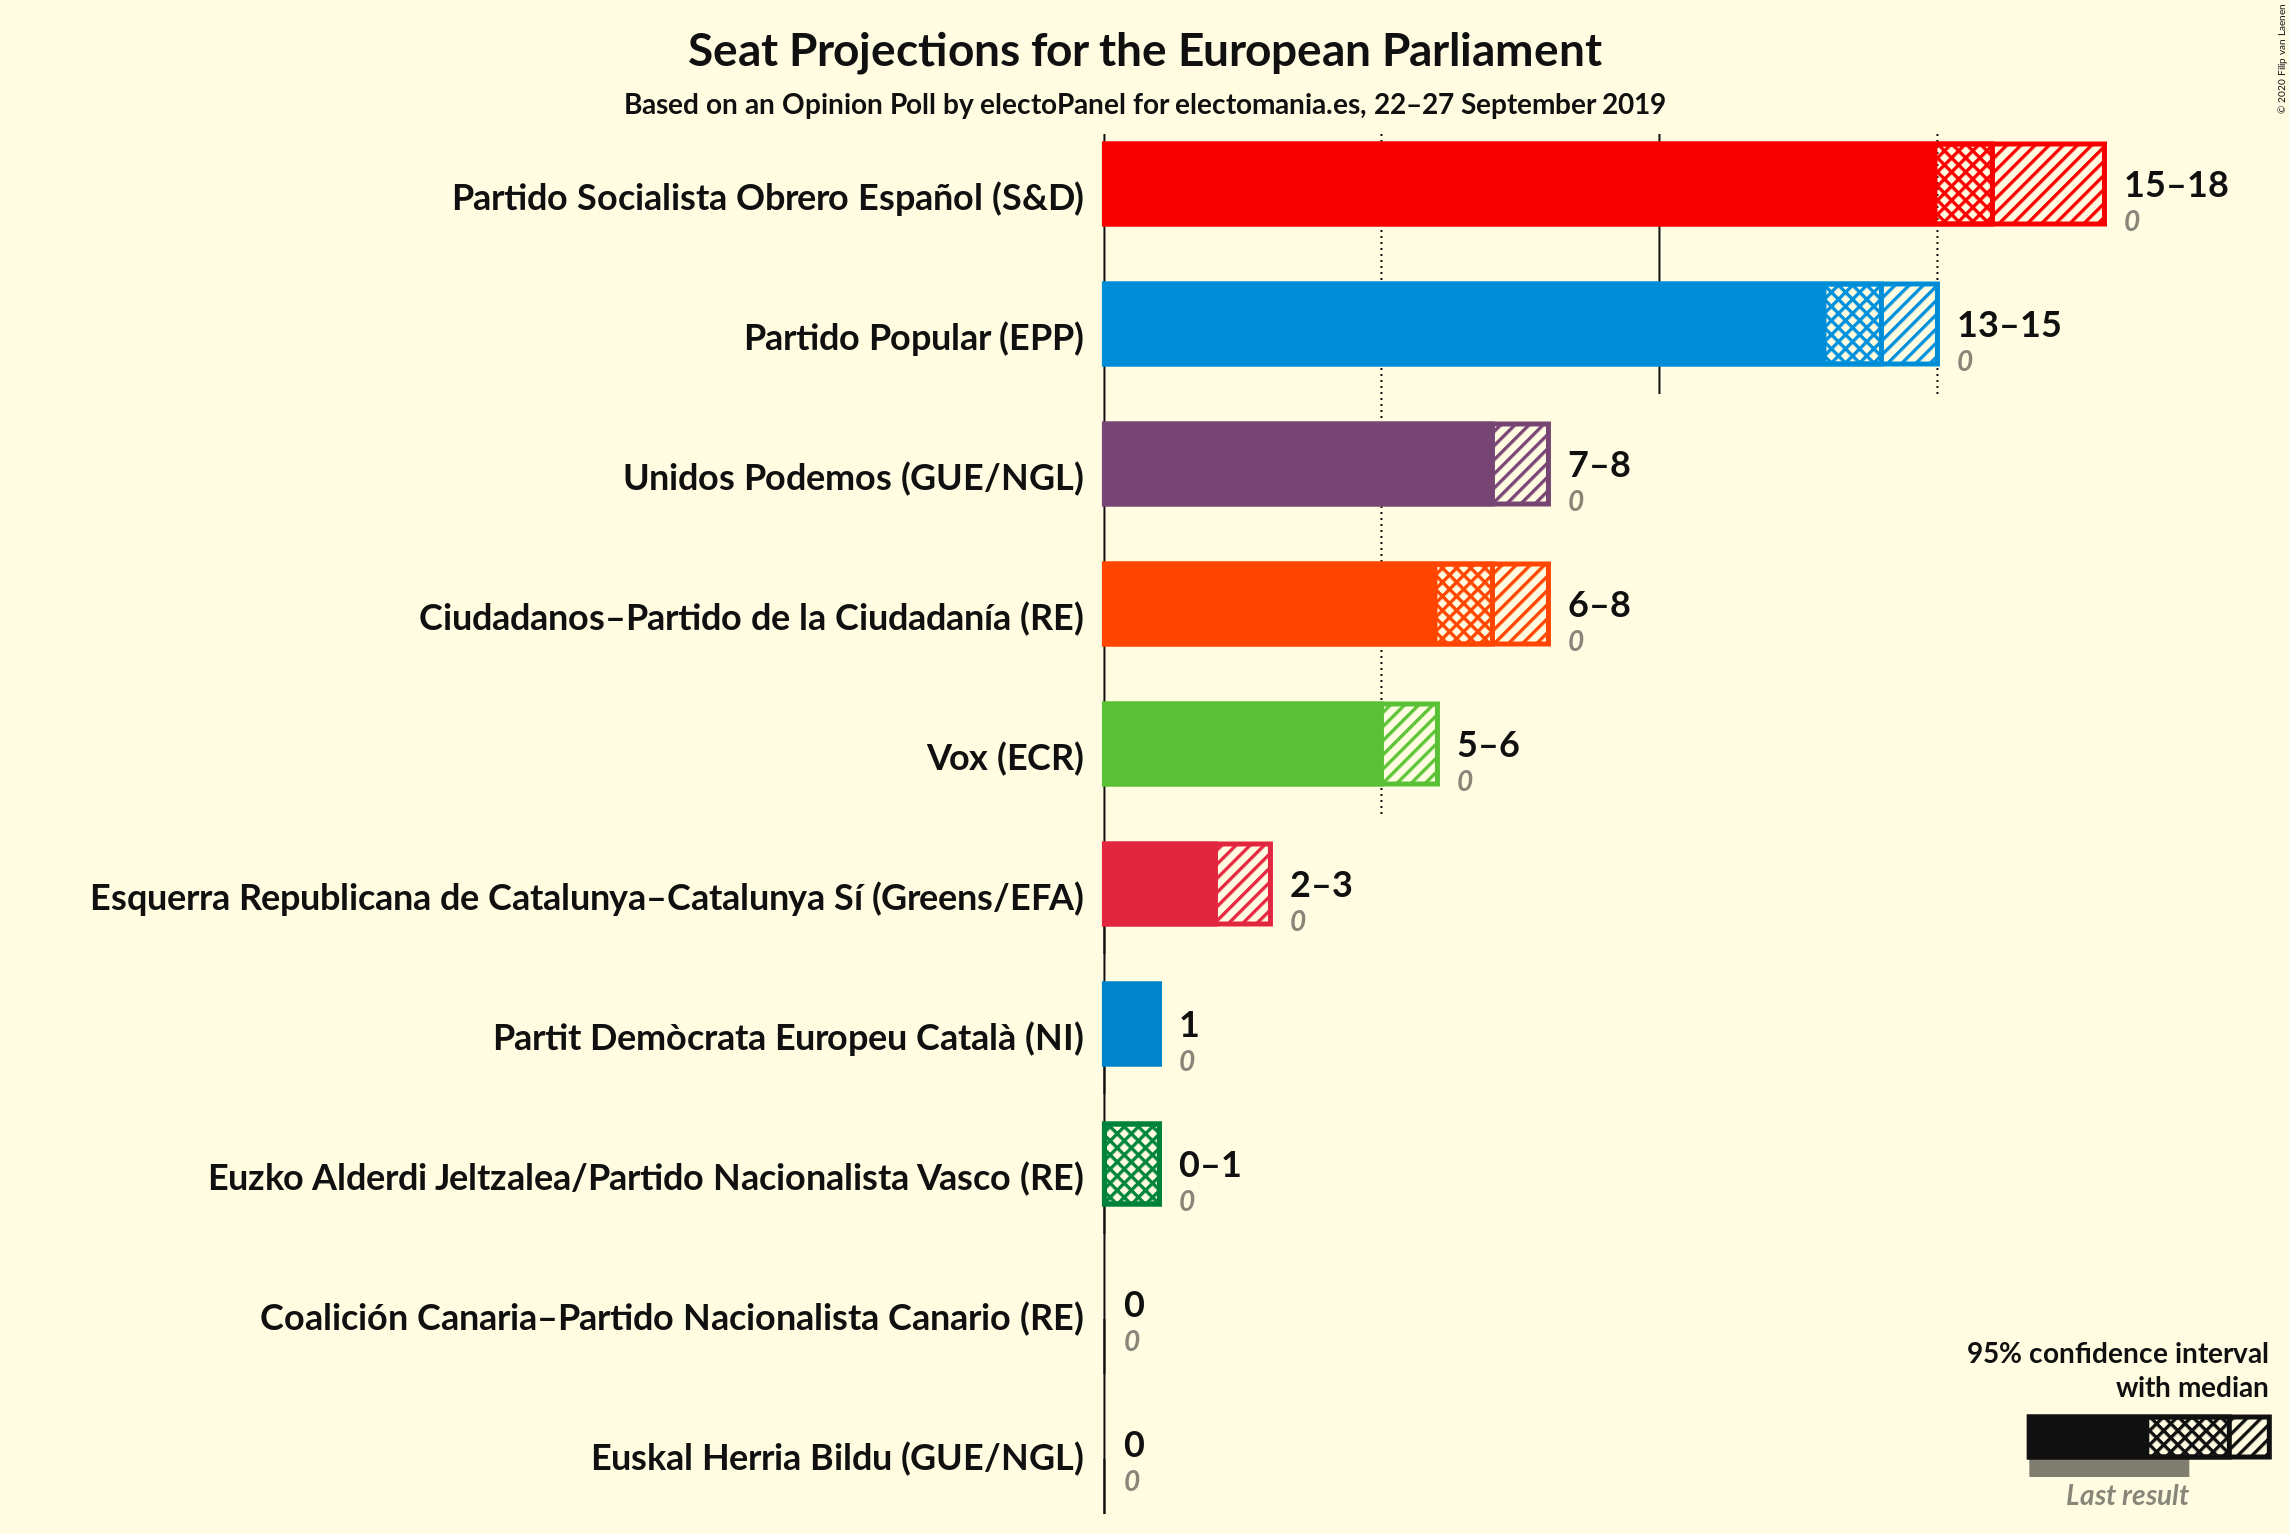 Seat Projections for the European Parliament
Based on an Opinion Poll by electoPanel for electomania.es, 22–27 September 2019
© 2020 Filip van Laenen
Partido Socialista Obrero Español (S&D)
15–18
0
Partido Popular (EPP)
13–15
0
Unidos Podemos (GUE/NGL)
7–8
0
Ciudadanos–Partido de la Ciudadanía (RE)
6–8
0
Vox (ECR)
5–6
0
Esquerra Republicana de Catalunya–Catalunya Sí (Greens/EFA)
2–3
0
Partit Demòcrata Europeu Català (NI)
1
0
Euzko Alderdi Jeltzalea/Partido Nacionalista Vasco (RE)
0–1
0
Coalición Canaria–Partido Nacionalista Canario (RE)
0
0
Euskal Herria Bildu (GUE/NGL)
0
0
95% confidence interval
with median
Last result